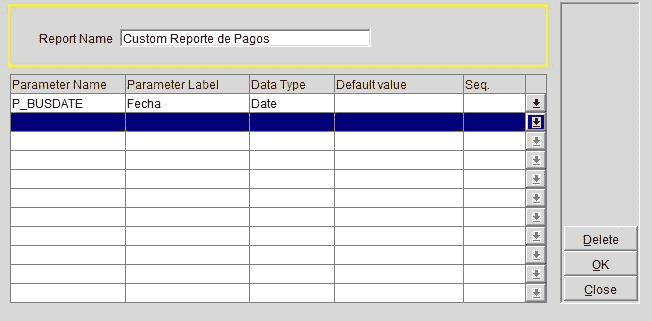 Report Name Custom Reporte de Pagos
Parameter Name Parameter Label Data Type Default value Seq.
P_BUSDATE Fecha Date
Delete
OK
Close